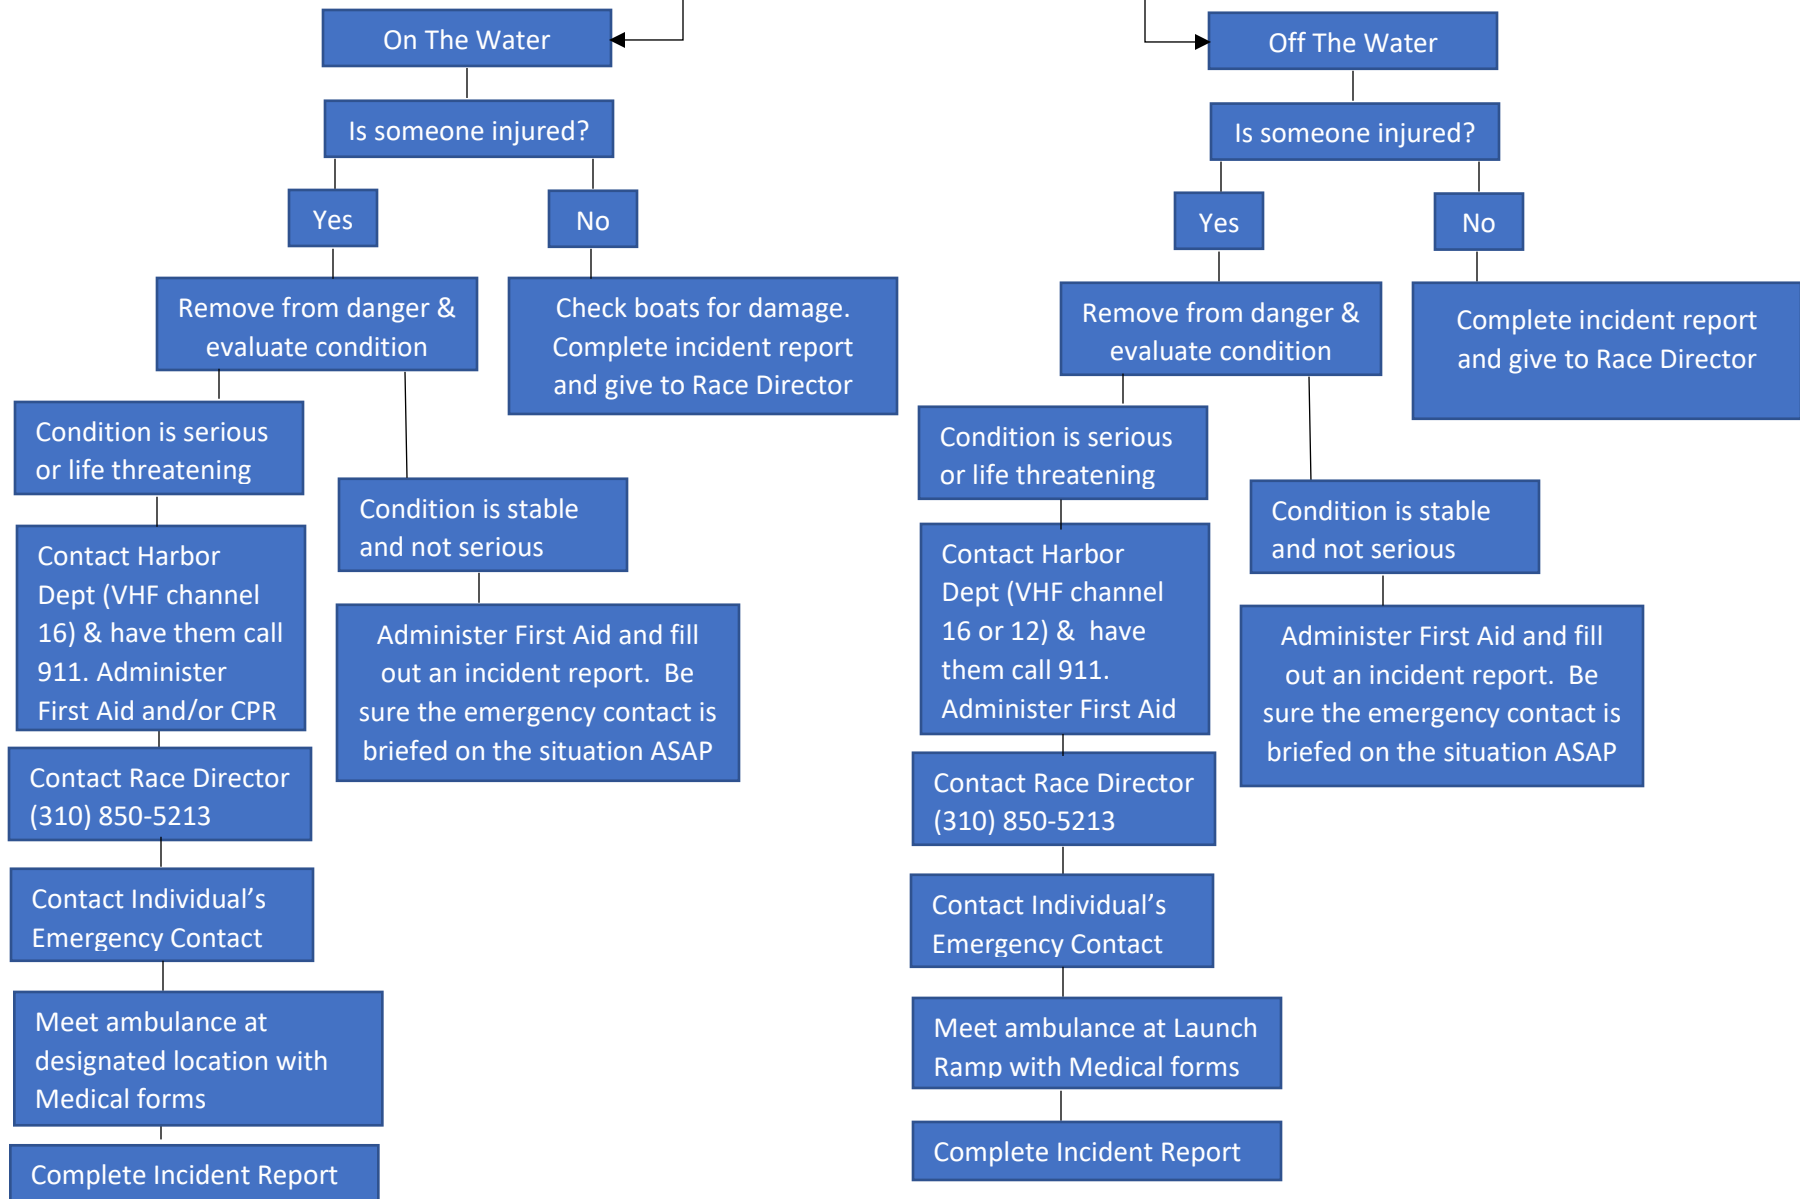 On The Water
Is someone injured?
Yes
No
Remove from danger &
evaluate condition
Check boats for damage.
Complete incident report
and give to Race Director
Condition is serious
or life threatening
Condition is stable
and not serious
Contact Harbor
Dept (VHF channel
16) & have them call
911. Administer
First Aid and/or CPR
Administer First Aid and fill
out an incident report.  Be
sure the emergency contact is
briefed on the situation ASAP
Contact Race Director
(310) 850-5213
Contact Individual’s
Emergency Contact
Meet ambulance at
designated location with
Medical forms
Complete Incident Report
Off The Water
Is someone injured?
Yes
No
Remove from danger &
evaluate condition
Complete incident report
and give to Race Director
Condition is serious
or life threatening
Condition is stable
and not serious
Contact Harbor
Dept (VHF channel
16 or 12) &  have
them call 911.
Administer First Aid
Administer First Aid and fill
out an incident report.  Be
sure the emergency contact is
briefed on the situation ASAP
Contact Race Director
(310) 850-5213
Contact Individual’s
Emergency Contact
Meet ambulance at Launch
Ramp with Medical forms
Complete Incident Report